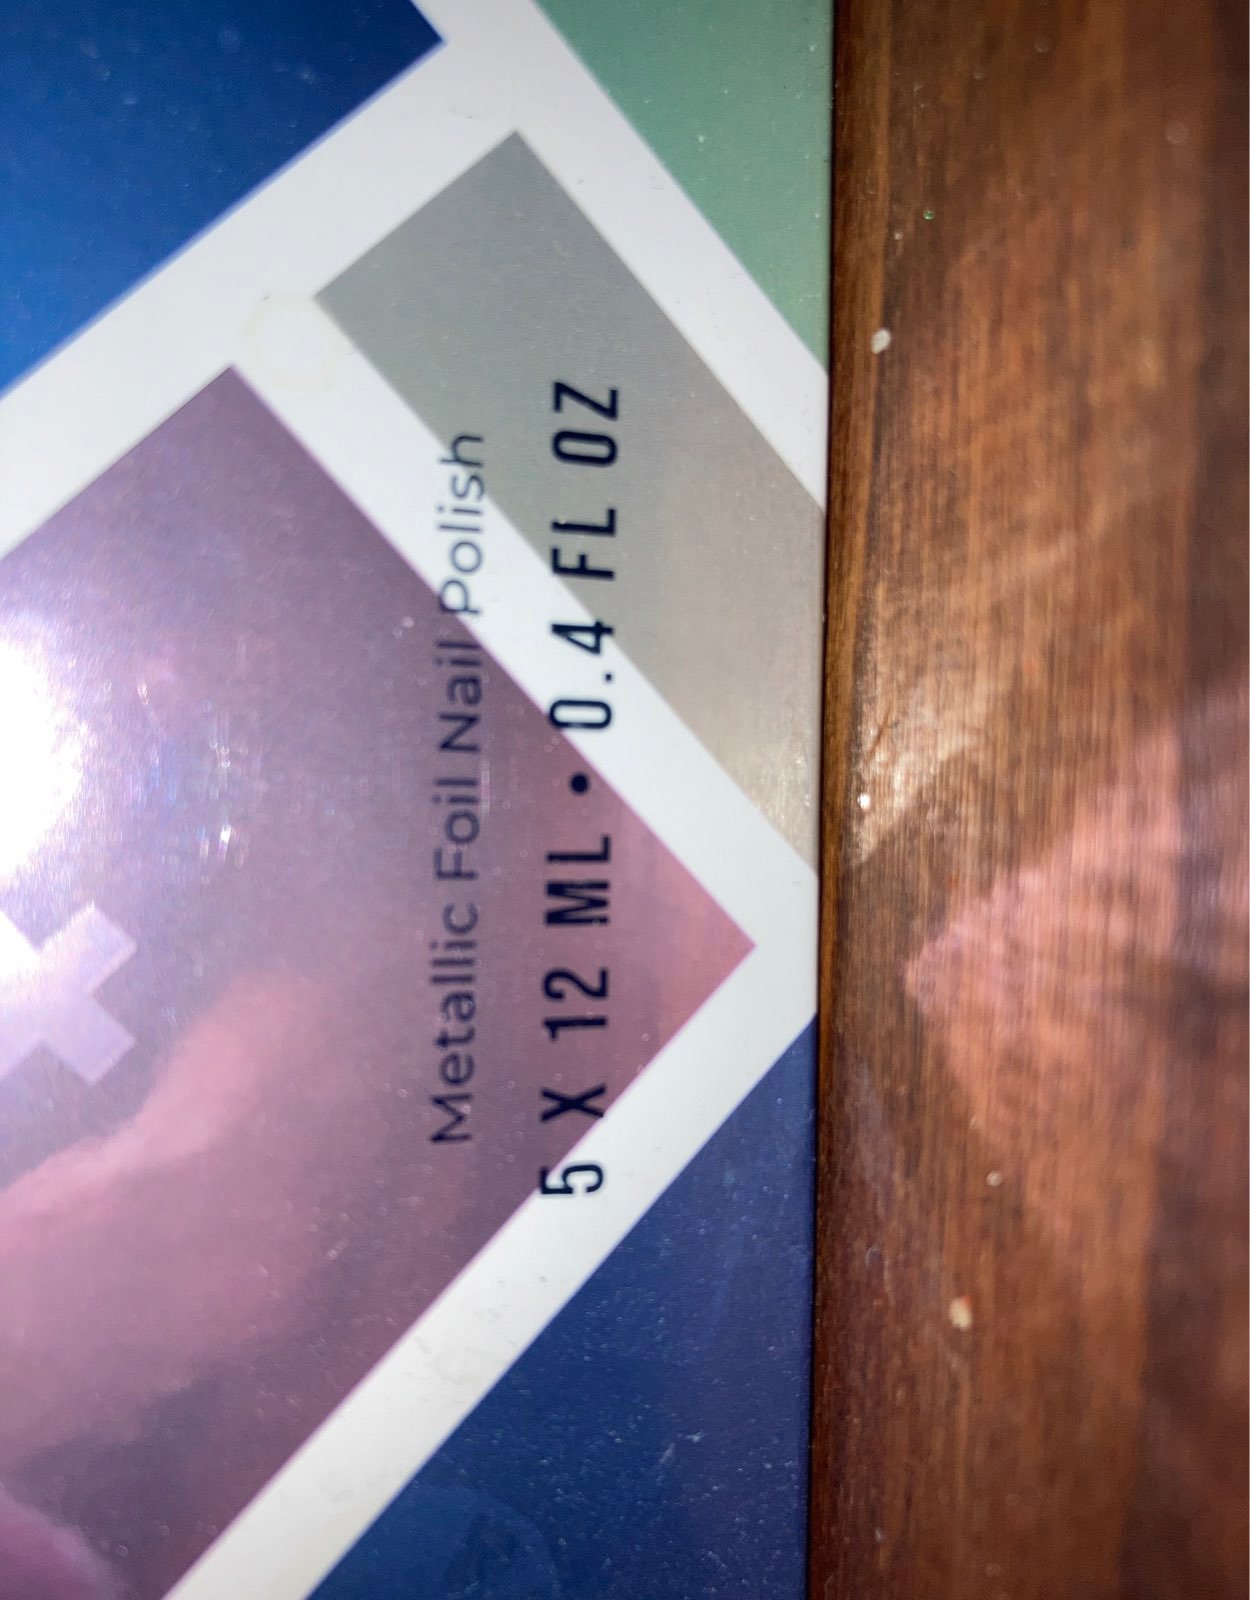 Metallic Foil Nail Polish
5 X 12 ML • 0.4 FL OZ